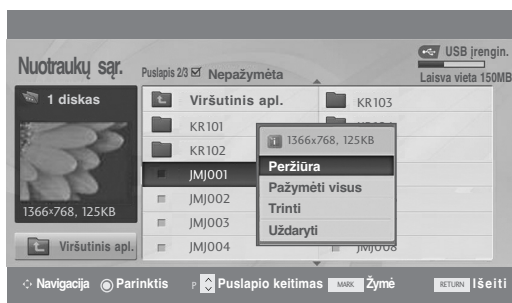 USB įrengin.
Nuotraukų sąr.
Puslapis 2/3
Nepažymėta
Laisva vieta 150MB
1 diskas
Viršutinis apl.
KR103
KR101
KR102
1366x768, 125KB
JMJ001
Peržiūra
JMJ002
Pažymėti visus
1366×768, 125KB
JMJ003
Trinti
Viršutinis apl.
JMJ004
Uždaryti
JMJ008
Navigacija
Parinktis
P
Puslapio keitimas
MARK
Žymė
RETURN
Išeiti